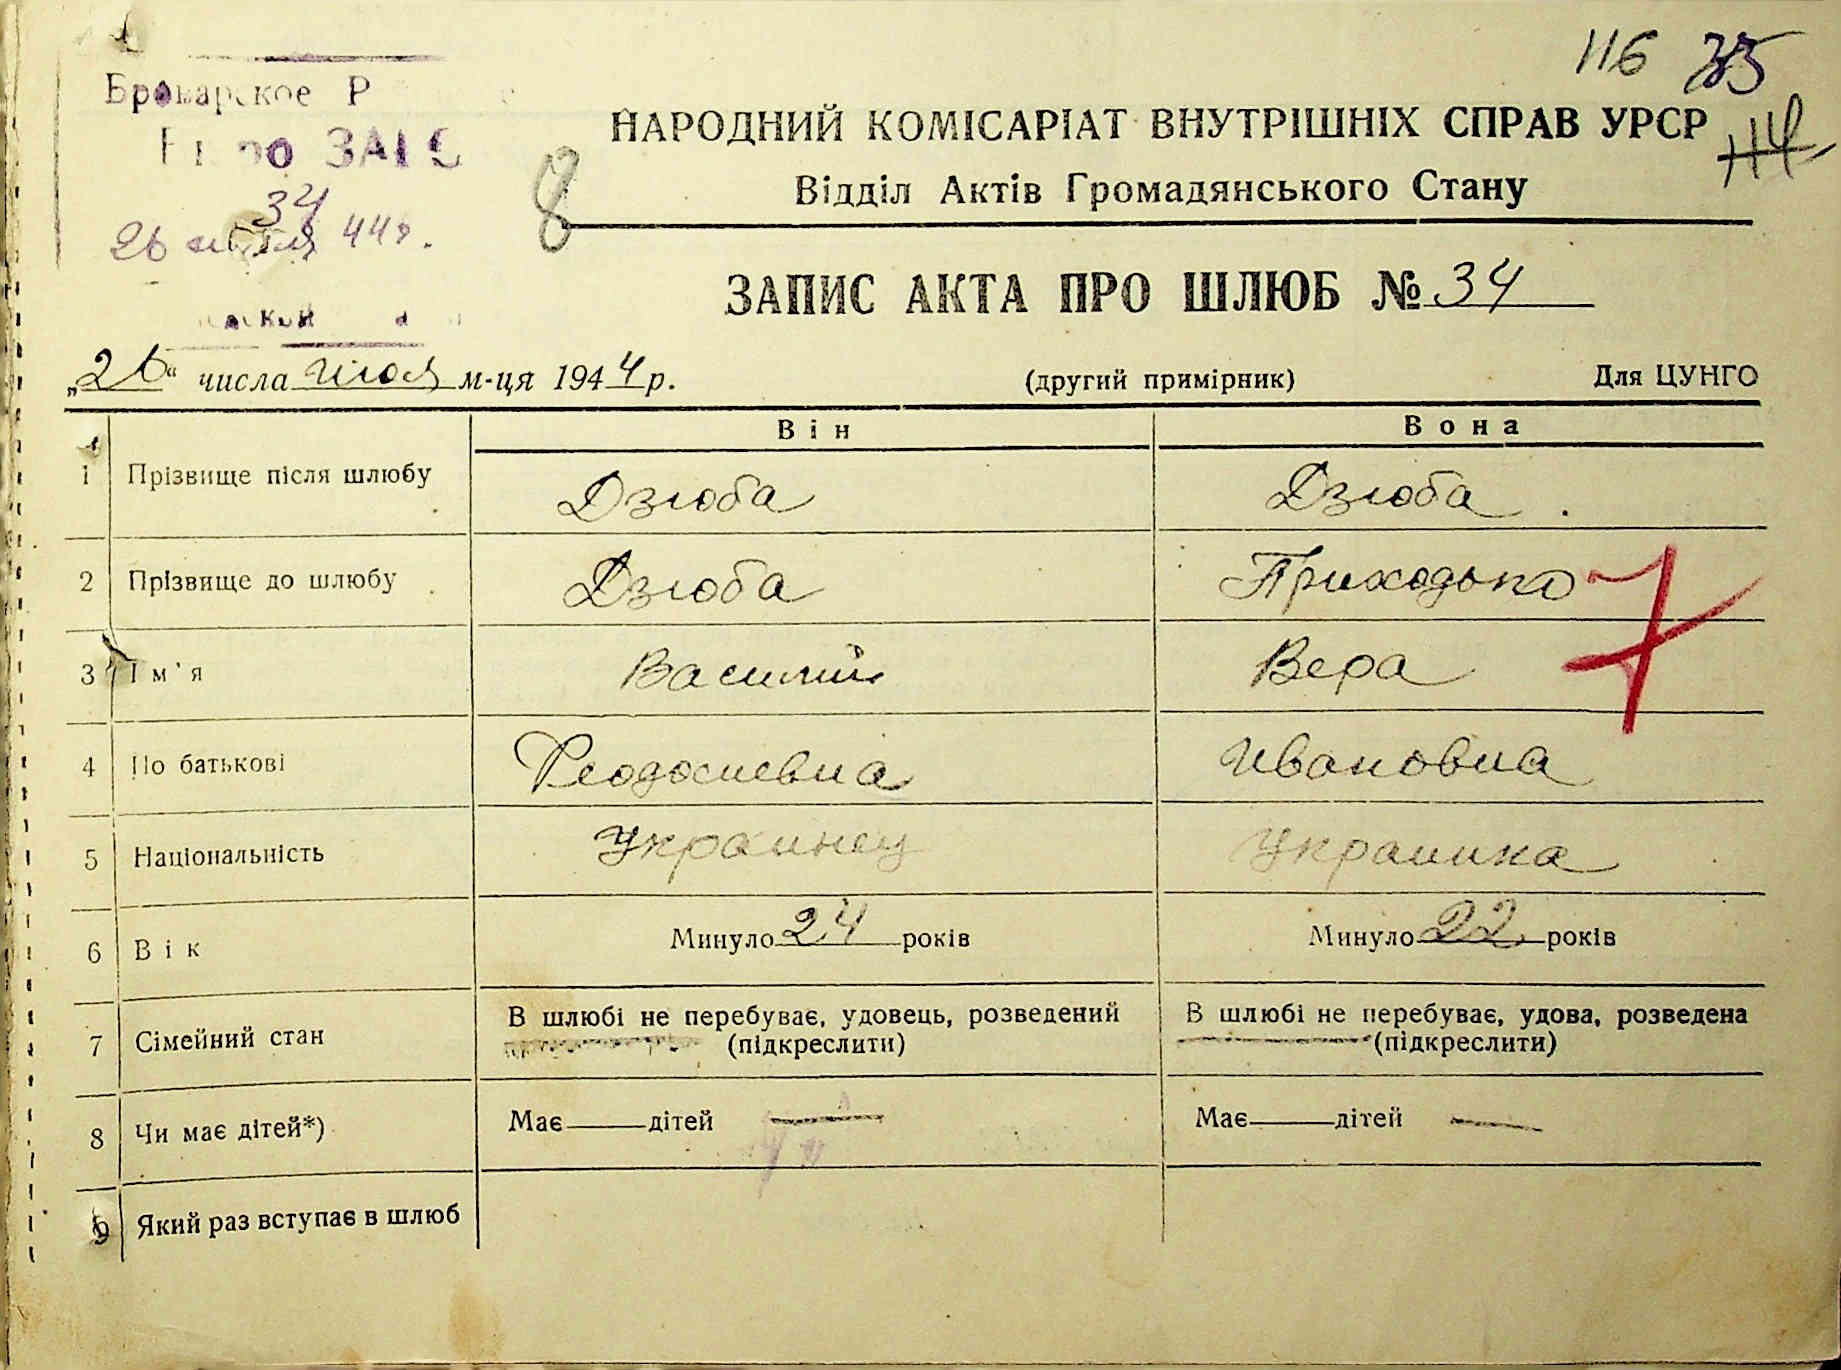 116 35
Броварское Р
Бюро ЗАГС
34
26 июля 44г.
НАРОДНИЙ КОМІСАРІАТ ВНУТРІШНІХ СПРАВ УРСР
114
Відділ Актів Громадянського Стану
8
ЗАПИС АКТА ПРО ШЛЮБ № 34
„26“ числа июля м-ця 1944 р. (другий примірник) Для ЦУНГО
Він Вона
1 Прізвище після шлюбу Дзюба Дзюба
2 Прізвище до шлюбу Дзюба Приходько
3 Ім'я Василий Вера
4 По батькові Феодосиевна Ивановна
5 Національність Украинец Украинка
6 Вік Минуло 24 років Минуло 22 років
7 Сімейний стан В шлюбі не перебуває, удовець, розведений (підкреслити) В шлюбі не перебуває, удова, розведена (підкреслити)
8 Чи має дітей*) Має — дітей — Має — дітей —
9 Який раз вступає в шлюб